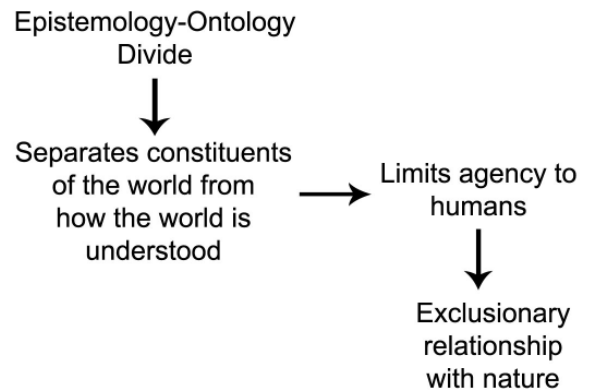 Epistemology-Ontology
Divide
Separates constituents
of the world from
how the world is
understood
Limits agency to
humans
Exclusionary
relationship
with nature